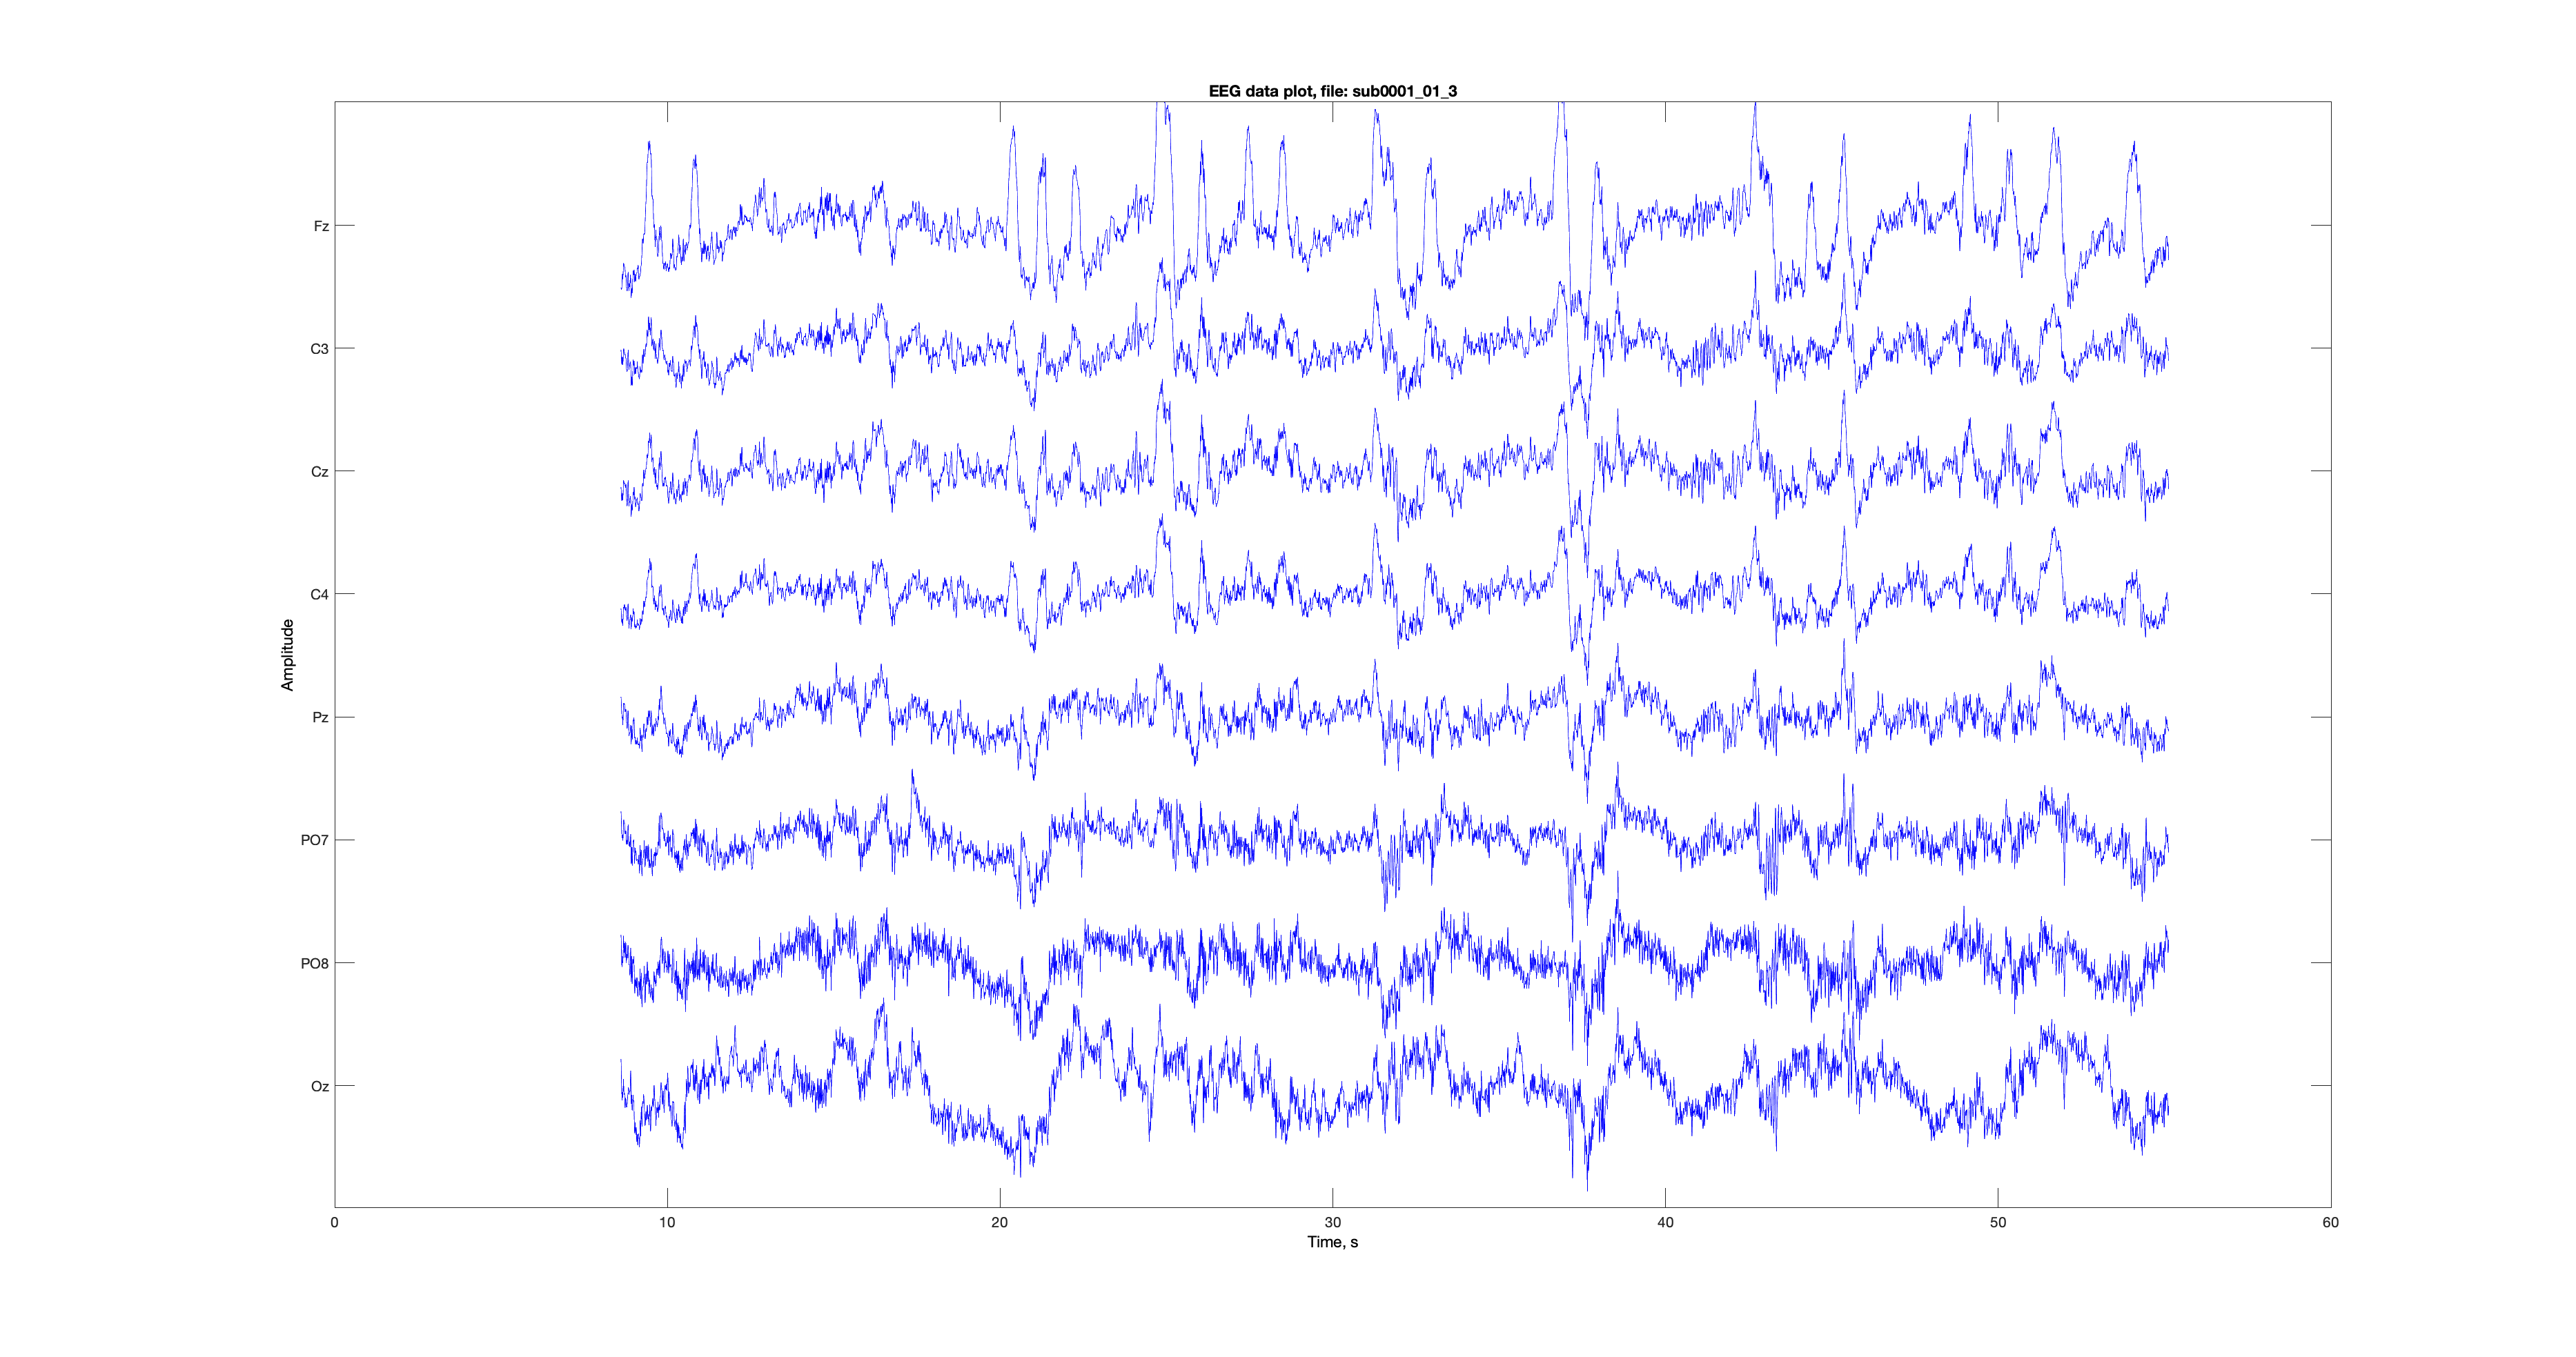 EEG data plot, file: sub0001_01_3
Fz
C3
Cz
C4
Pz
PO7
PO8
Oz
Amplitude
0 10 20 30 40 50 60
Time, s